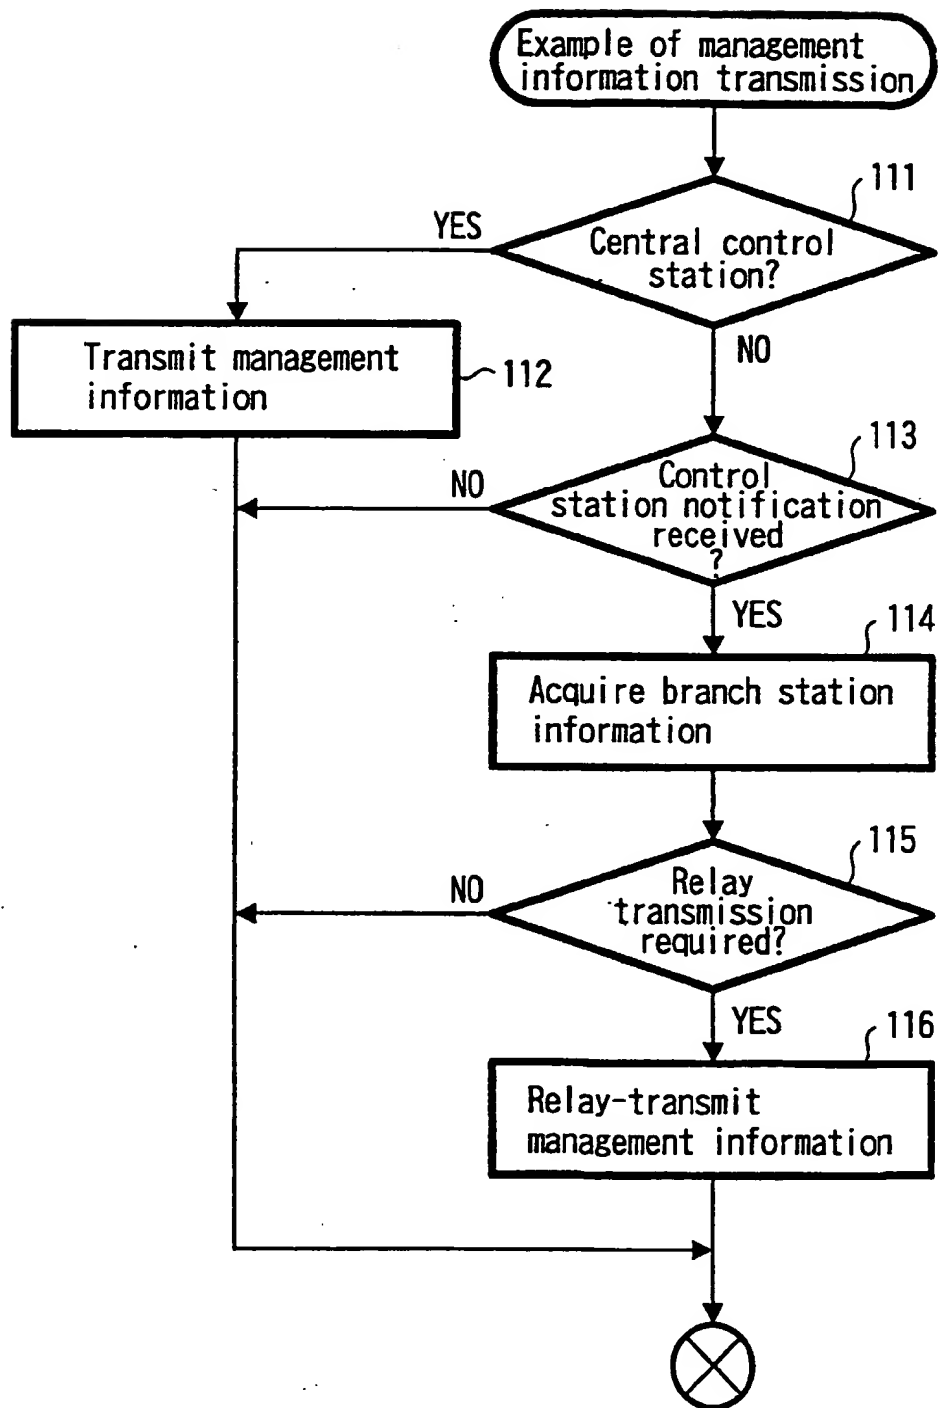 Example of management
information transmission
111
YES
Central control
station?
NO
Transmit management
information
112
113
NO
Control
station notification
received
?
YES
114
Acquire branch station
information
115
NO
Relay
transmission
required?
YES
116
Relay-transmit
management information